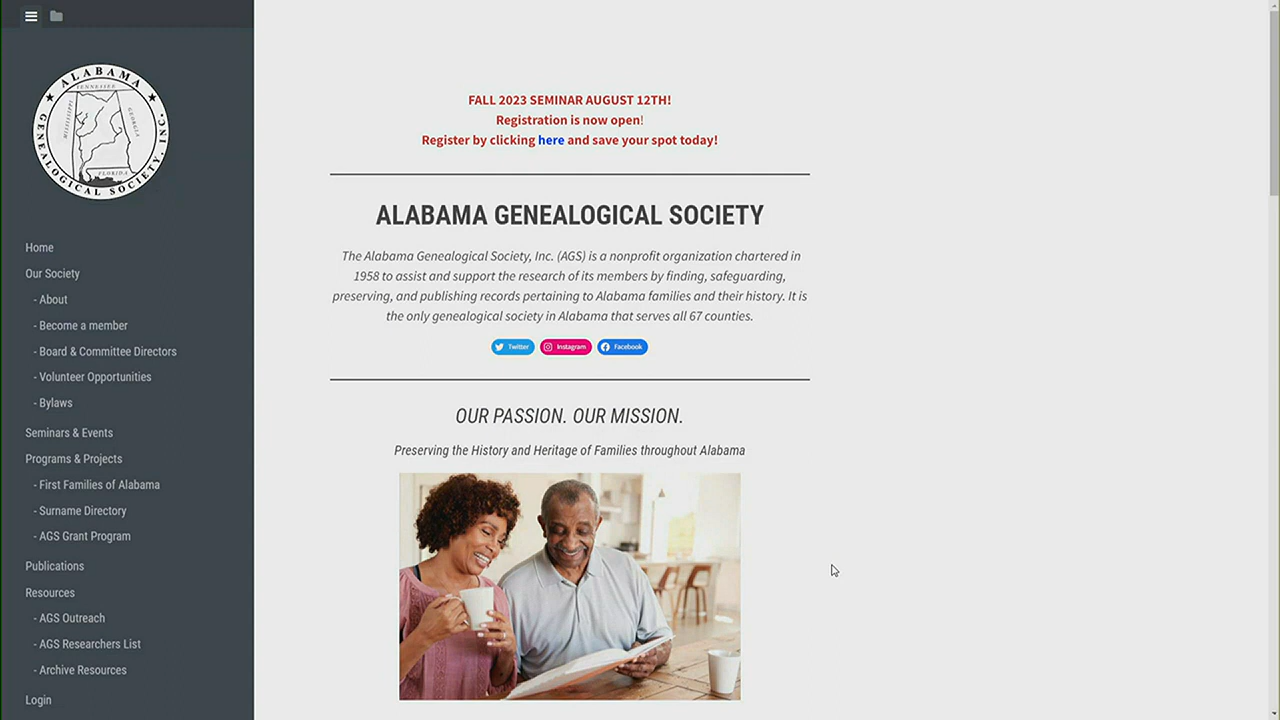 ALABAMA
GENEALOGICAL SOCIETY, INC.
TENNESSEE
MISSISSIPPI
GEORGIA
FLORIDA
Home
Our Society
- About
- Become a member
- Board & Committee Directors
- Volunteer Opportunities
- Bylaws
Seminars & Events
Programs & Projects
- First Families of Alabama
- Surname Directory
- AGS Grant Program
Publications
Resources
- AGS Outreach
- AGS Researchers List
- Archive Resources
Login
FALL 2023 SEMINAR AUGUST 12TH!
Registration is now open!
Register by clicking here and save your spot today!
ALABAMA GENEALOGICAL SOCIETY
The Alabama Genealogical Society, Inc. (AGS) is a nonprofit organization chartered in
1958 to assist and support the research of its members by finding, safeguarding,
preserving, and publishing records pertaining to Alabama families and their history. It is
the only genealogical society in Alabama that serves all 67 counties.
Twitter Instagram Facebook
OUR PASSION. OUR MISSION.
Preserving the History and Heritage of Families throughout Alabama